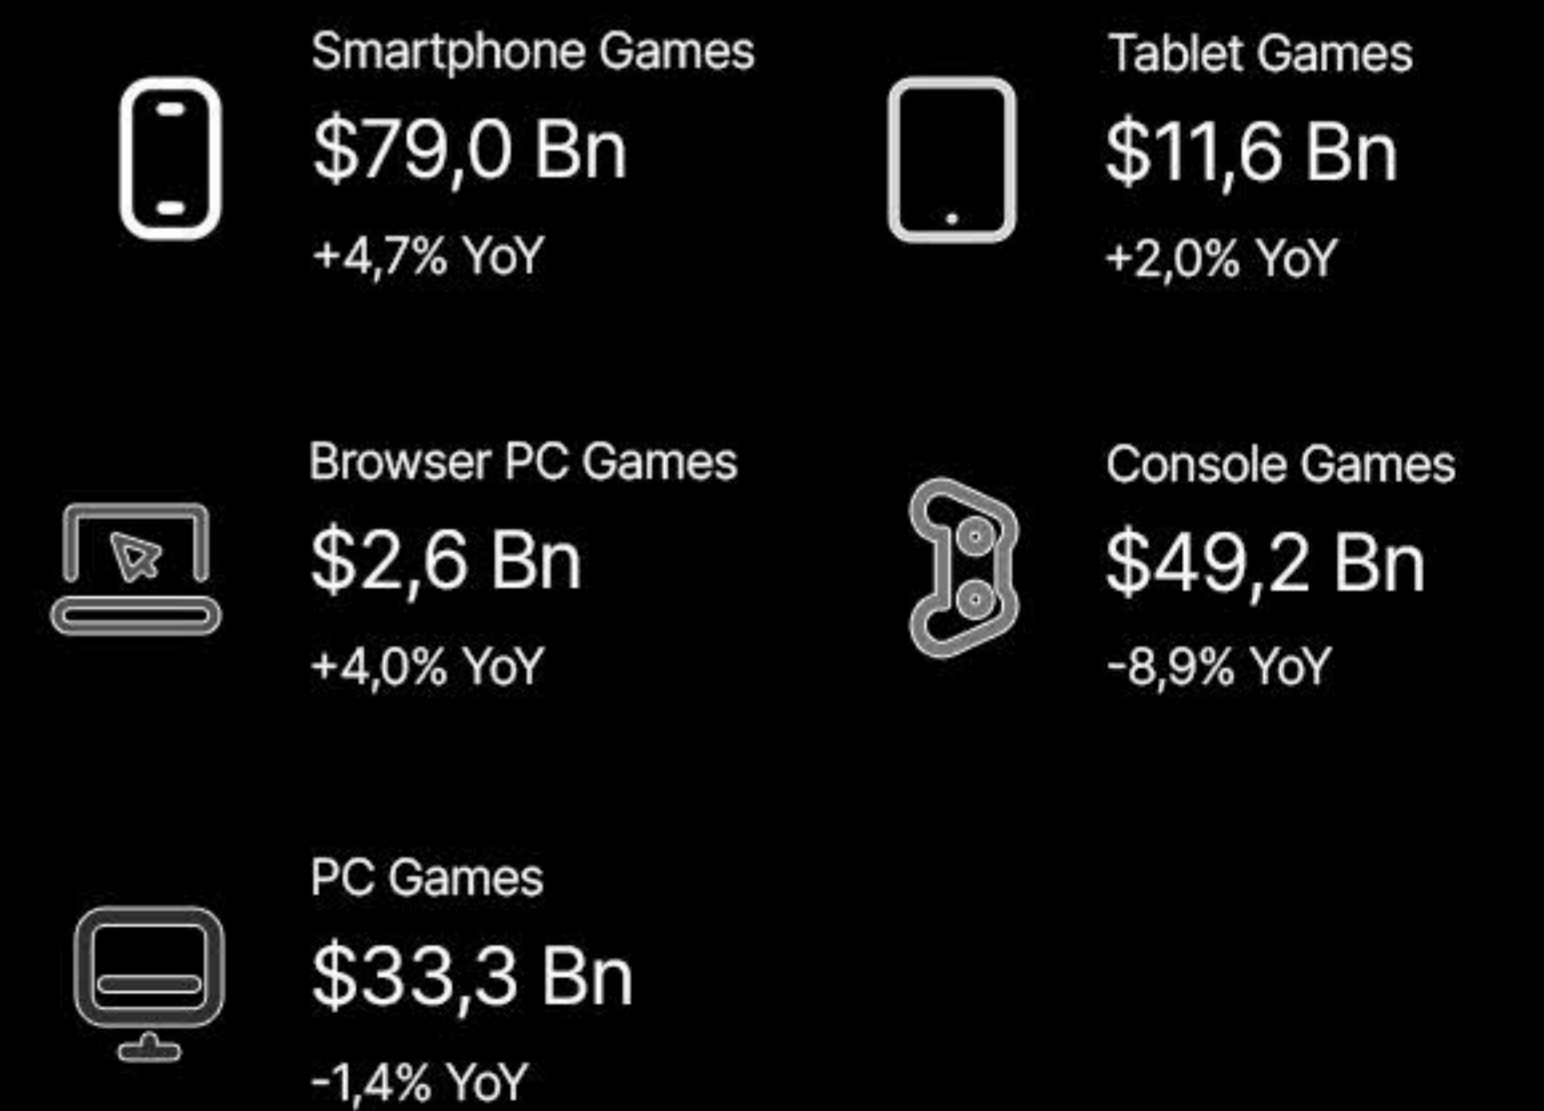 Smartphone Games
$79,0 Bn
+4,7% YoY
Tablet Games
$11,6 Bn
+2,0% YoY
Browser PC Games
$2,6 Bn
+4,0% YoY
Console Games
$49,2 Bn
-8,9% YoY
PC Games
$33,3 Bn
-1,4% YoY